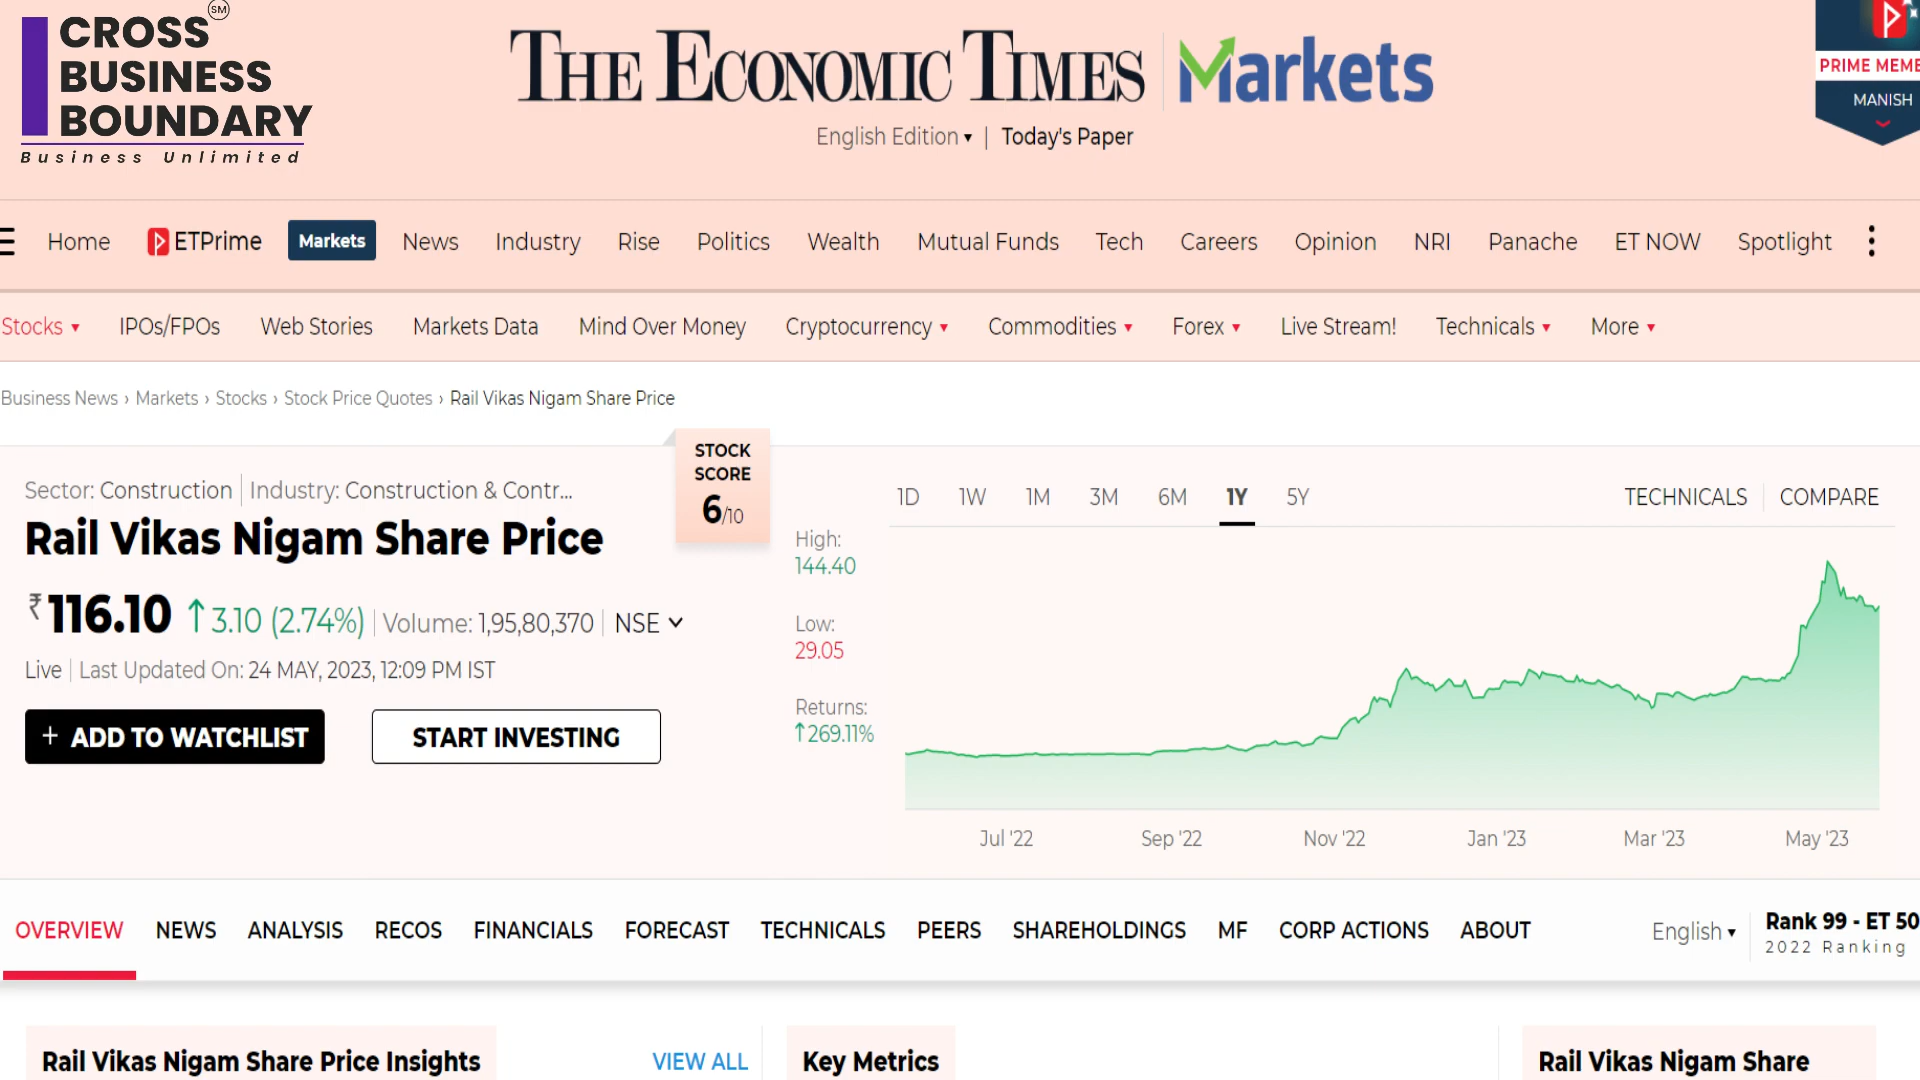 CROSS SM
BUSINESS
BOUNDARY
Business Unlimited
THE ECONOMIC TIMES Markets
English Edition ▾ | Today's Paper
PRIME MEME
MANISH
Home ETPrime Markets News Industry Rise Politics Wealth Mutual Funds Tech Careers Opinion NRI Panache ET NOW Spotlight
Stocks ▾ IPOs/FPOs Web Stories Markets Data Mind Over Money Cryptocurrency ▾ Commodities ▾ Forex ▾ Live Stream! Technicals ▾ More ▾
Business News › Markets › Stocks › Stock Price Quotes › Rail Vikas Nigam Share Price
Sector: Construction | Industry: Construction & Contr...
Rail Vikas Nigam Share Price
STOCK
SCORE
6/10
₹116.10 ↑3.10 (2.74%) | Volume: 1,95,80,370 | NSE
Live | Last Updated On: 24 MAY, 2023, 12:09 PM IST
+ ADD TO WATCHLIST START INVESTING
1D 1W 1M 3M 6M 1Y 5Y TECHNICALS COMPARE
High:
144.40
Low:
29.05
Returns:
↑269.11%
Jul '22 Sep '22 Nov '22 Jan '23 Mar '23 May '23
OVERVIEW NEWS ANALYSIS RECOS FINANCIALS FORECAST TECHNICALS PEERS SHAREHOLDINGS MF CORP ACTIONS ABOUT English ▾
Rank 99 - ET 50
2022 Ranking
Rail Vikas Nigam Share Price Insights VIEW ALL Key Metrics Rail Vikas Nigam Share